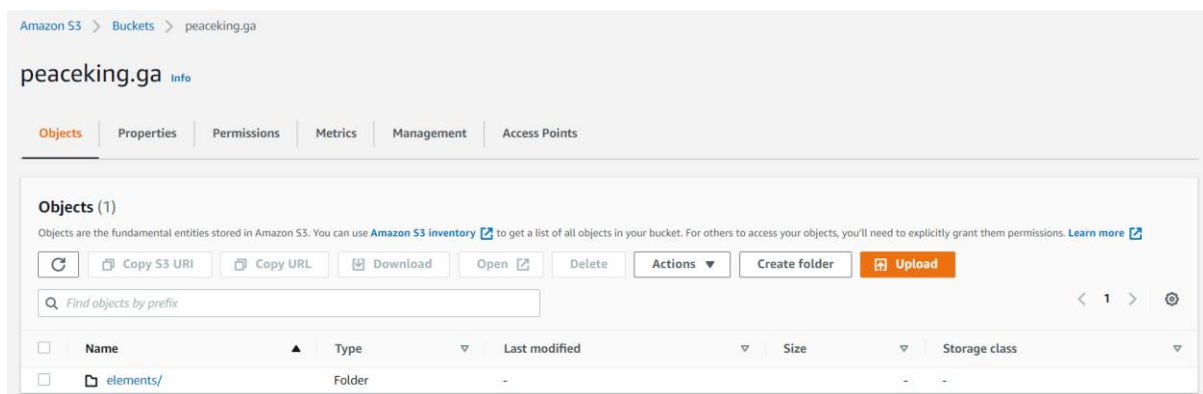 Amazon S3 > Buckets > peaceking.ga
peaceking.ga Info
Objects Properties Permissions Metrics Management Access Points
Objects (1)
Objects are the fundamental entities stored in Amazon S3. You can use Amazon S3 inventory to get a list of all objects in your bucket. For others to access your objects, you'll need to explicitly grant them permissions. Learn more
Copy S3 URI Copy URL Download Open Delete Actions Create folder Upload
Find objects by prefix < 1 >
Name Type Last modified Size Storage class
elements/ Folder - - -